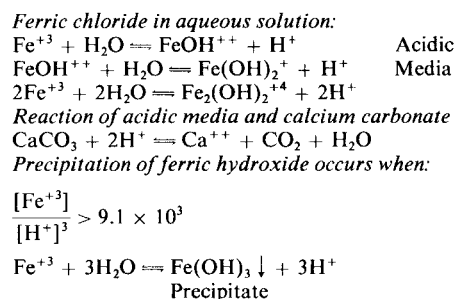 Ferric chloride in aqueous solution:
Fe⁺³ + H₂O ⇌ FeOH⁺⁺ + H⁺ Acidic
FeOH⁺⁺ + H₂O ⇌ Fe(OH)₂⁺ + H⁺ Media
2Fe⁺³ + 2H₂O ⇌ Fe₂(OH)₂⁺⁴ + 2H⁺
Reaction of acidic media and calcium carbonate
CaCO₃ + 2H⁺ ⇌ Ca⁺⁺ + CO₂ + H₂O
Precipitation of ferric hydroxide occurs when:
[Fe⁺³]
/[H⁺]³ > 9.1 × 10³
Fe⁺³ + 3H₂O ⇌ Fe(OH)₃ ↓ + 3H⁺
Precipitate